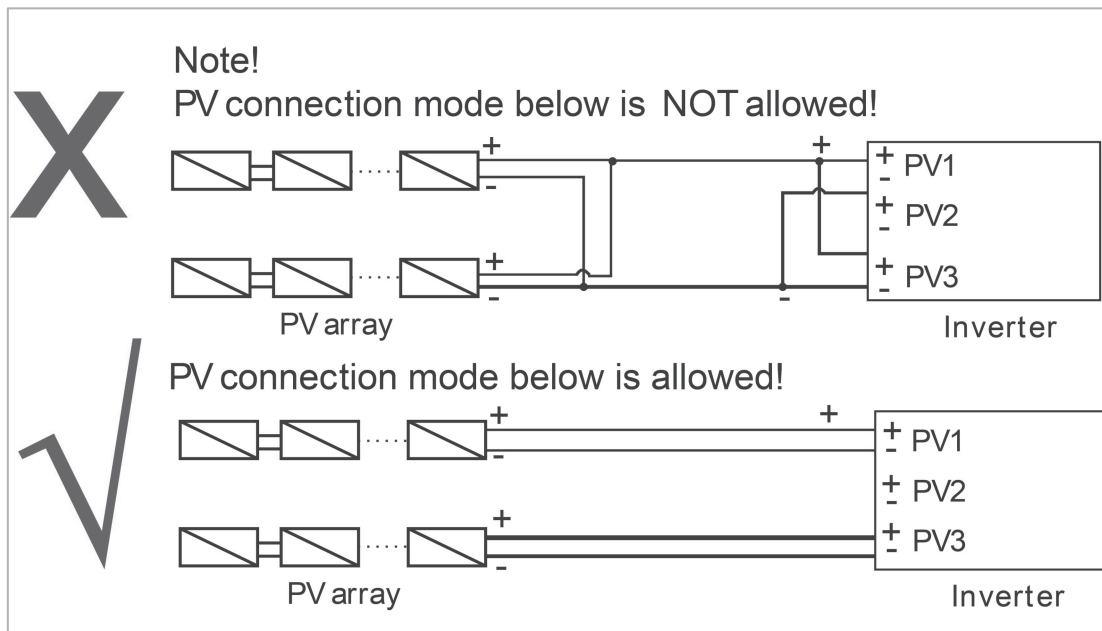 Note!
PV connection mode below is NOT allowed!
+
-
+
+ - PV1
+ - PV2
+
-
-
+ - PV3
PV array
Inverter
PV connection mode below is allowed!
+
-
+
+ - PV1
+ - PV2
+
-
+ - PV3
PV array
Inverter